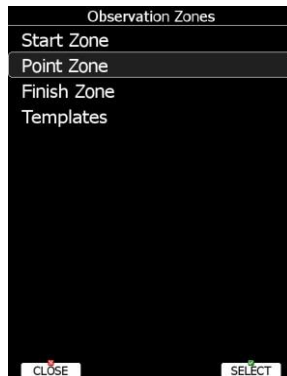 Observation Zones
Start Zone
Point Zone
Finish Zone
Templates
CLOSE
SELECT